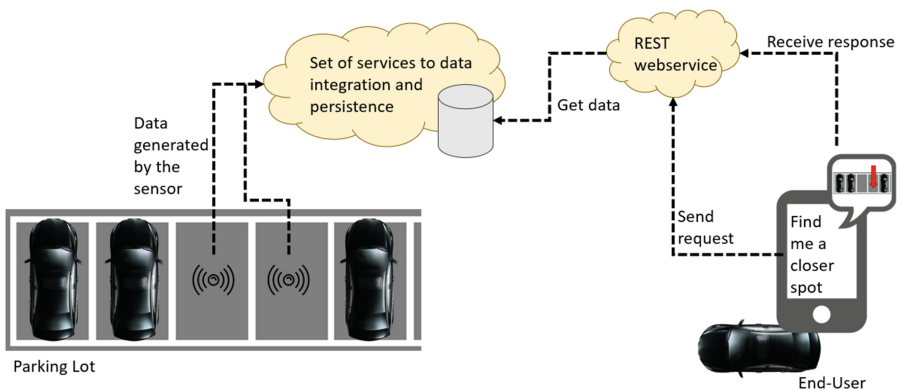 Set of services to data
integration and
persistence
REST
webservice
Receive response
Get data
Data
generated
by the
sensor
Send
request
Find
me a
closer
spot
Parking Lot
End-User